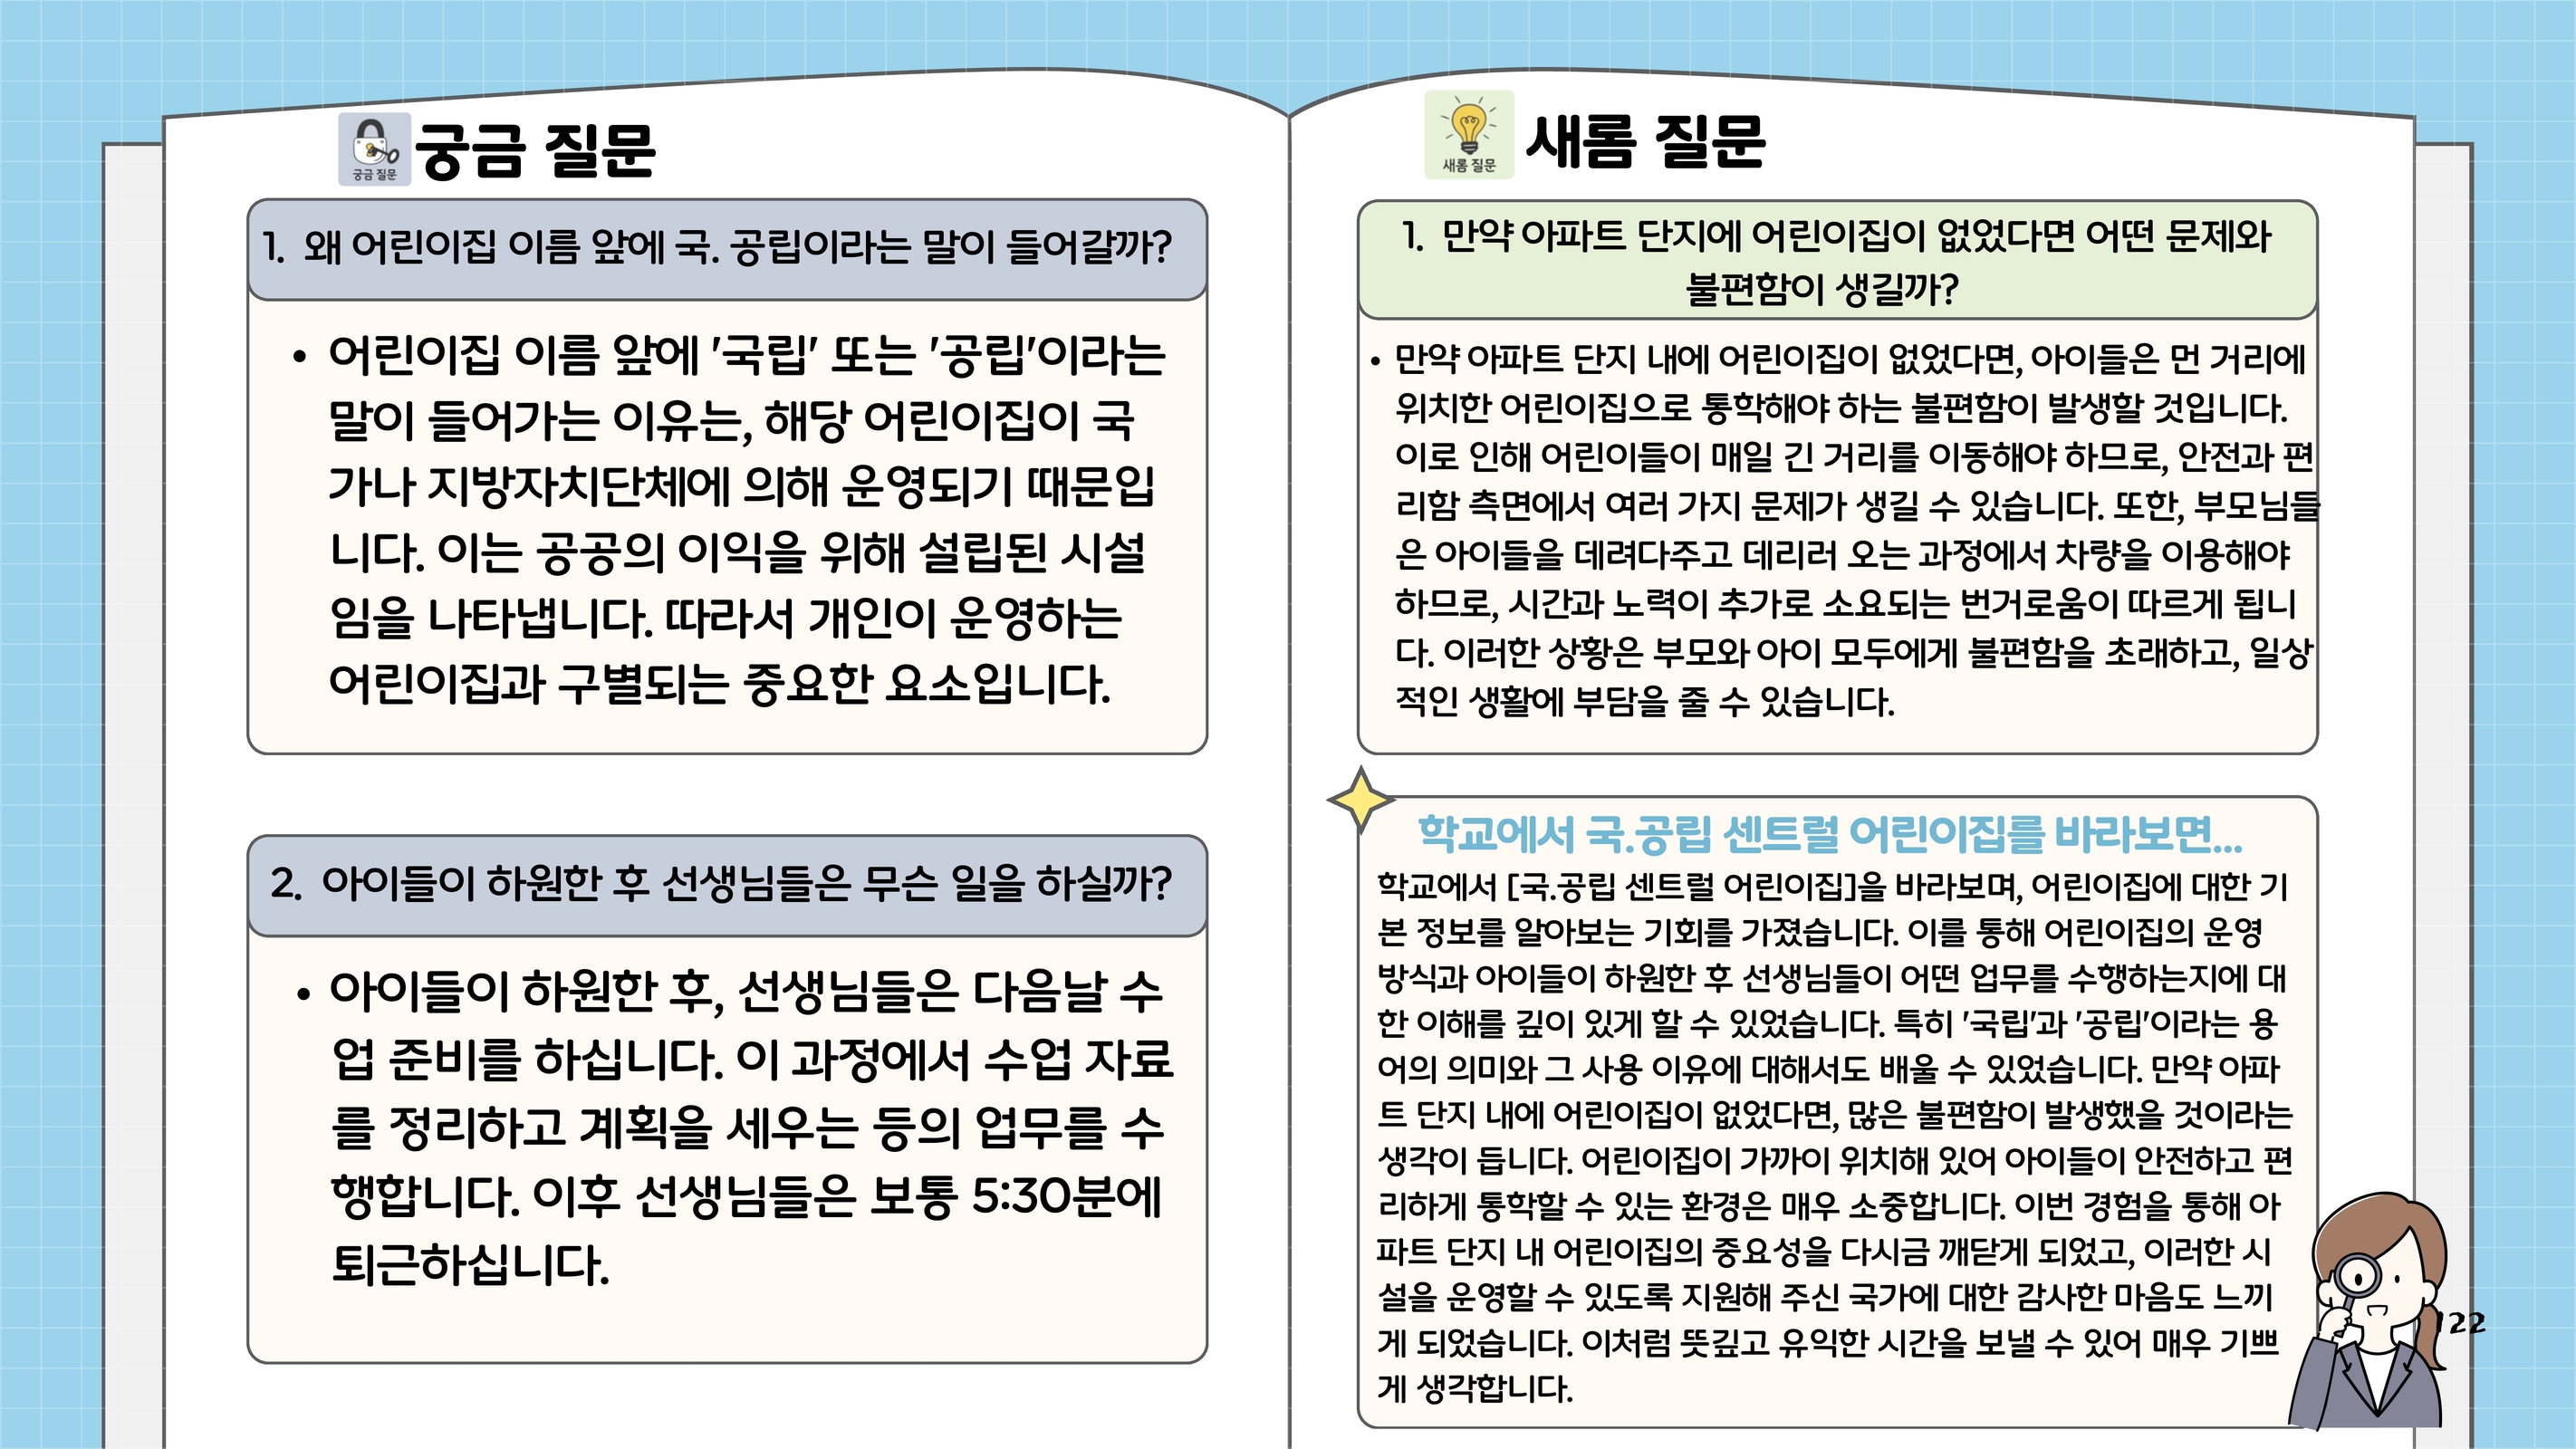 궁금 질문
궁금 질문
1. 왜 어린이집 이름 앞에 국. 공립이라는 말이 들어갈까?
• 어린이집 이름 앞에 '국립' 또는 '공립'이라는
말이 들어가는 이유는, 해당 어린이집이 국
가나 지방자치단체에 의해 운영되기 때문입
니다. 이는 공공의 이익을 위해 설립된 시설
임을 나타냅니다. 따라서 개인이 운영하는
어린이집과 구별되는 중요한 요소입니다.
2. 아이들이 하원한 후 선생님들은 무슨 일을 하실까?
• 아이들이 하원한 후, 선생님들은 다음날 수
업 준비를 하십니다. 이 과정에서 수업 자료
를 정리하고 계획을 세우는 등의 업무를 수
행합니다. 이후 선생님들은 보통 5:30분에
퇴근하십니다.
새롬 질문
새롬 질문
1. 만약 아파트 단지에 어린이집이 없었다면 어떤 문제와
불편함이 생길까?
• 만약 아파트 단지 내에 어린이집이 없었다면, 아이들은 먼 거리에
위치한 어린이집으로 통학해야 하는 불편함이 발생할 것입니다.
이로 인해 어린이들이 매일 긴 거리를 이동해야 하므로, 안전과 편
리함 측면에서 여러 가지 문제가 생길 수 있습니다. 또한, 부모님들
은 아이들을 데려다주고 데리러 오는 과정에서 차량을 이용해야
하므로, 시간과 노력이 추가로 소요되는 번거로움이 따르게 됩니
다. 이러한 상황은 부모와 아이 모두에게 불편함을 초래하고, 일상
적인 생활에 부담을 줄 수 있습니다.
학교에서 국.공립 센트럴 어린이집를 바라보면...
학교에서 [국.공립 센트럴 어린이집]을 바라보며, 어린이집에 대한 기
본 정보를 알아보는 기회를 가졌습니다. 이를 통해 어린이집의 운영
방식과 아이들이 하원한 후 선생님들이 어떤 업무를 수행하는지에 대
한 이해를 깊이 있게 할 수 있었습니다. 특히 '국립'과 '공립'이라는 용
어의 의미와 그 사용 이유에 대해서도 배울 수 있었습니다. 만약 아파
트 단지 내에 어린이집이 없었다면, 많은 불편함이 발생했을 것이라는
생각이 듭니다. 어린이집이 가까이 위치해 있어 아이들이 안전하고 편
리하게 통학할 수 있는 환경은 매우 소중합니다. 이번 경험을 통해 아
파트 단지 내 어린이집의 중요성을 다시금 깨닫게 되었고, 이러한 시
설을 운영할 수 있도록 지원해 주신 국가에 대한 감사한 마음도 느끼
게 되었습니다. 이처럼 뜻깊고 유익한 시간을 보낼 수 있어 매우 기쁘
게 생각합니다.
122